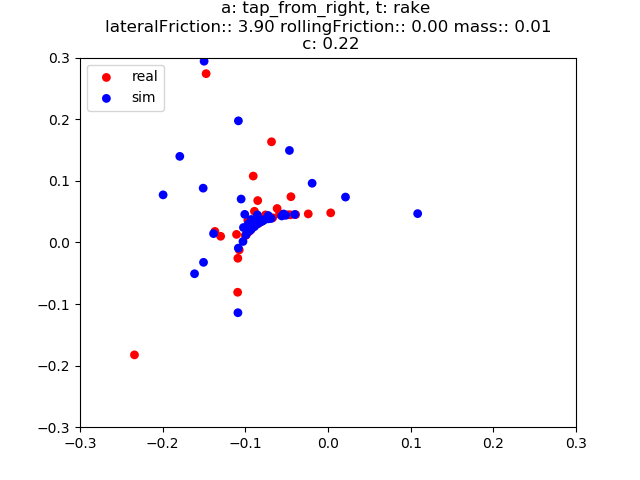 a: tap_from_right, t: rake
lateralFriction:: 3.90 rollingFriction:: 0.00 mass:: 0.01
c: 0.22
real
sim
0.3
0.2
0.1
0.0
−0.1
−0.2
−0.3
−0.3 −0.2 −0.1 0.0 0.1 0.2 0.3